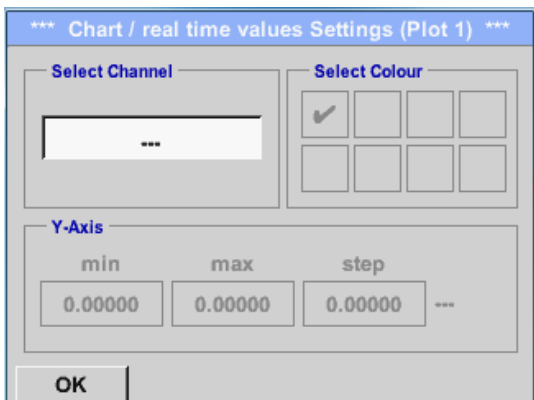 *** Chart / real time values Settings (Plot 1) ***
Select Channel
Select Colour
---
Y-Axis
min max step
0.00000 0.00000 0.00000 ---
OK